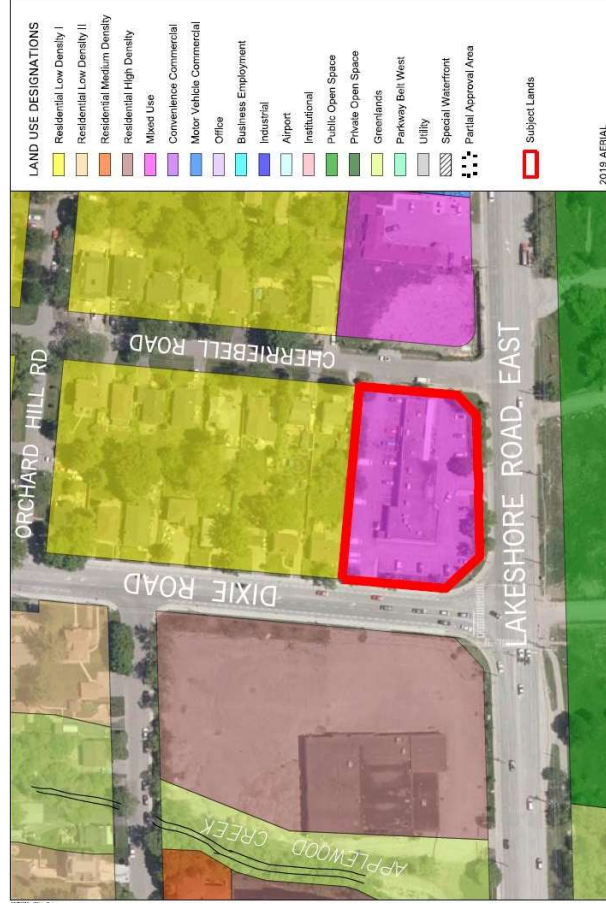 LAND USE DESIGNATIONS
Residential Low Density I
Residential Low Density II
Residential Medium Density
Residential High Density
Mixed Use
Convenience Commercial
Motor Vehicle Commercial
Office
Business Employment
Industrial
Airport
Institutional
Public Open Space
Private Open Space
Greenlands
Parkway Belt West
Utility
Special Waterfront
Partial Approval Area
Subject Lands
2019 AERIAL
ORCHARD HILL RD
CHERRIEBELL ROAD
DIXIE ROAD
LAKESHORE ROAD EAST
APPLEWOOD CREEK